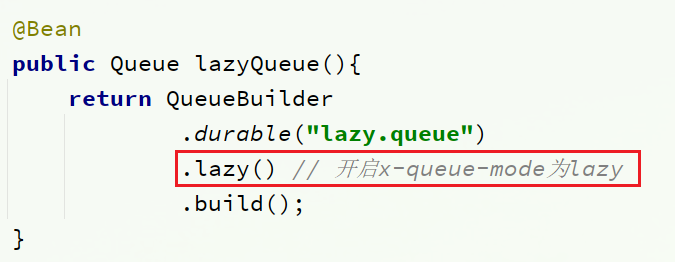 @Bean
public Queue lazyQueue(){
return QueueBuilder
.durable("lazy.queue")
.lazy() // 开启x-queue-mode为lazy
.build();
}